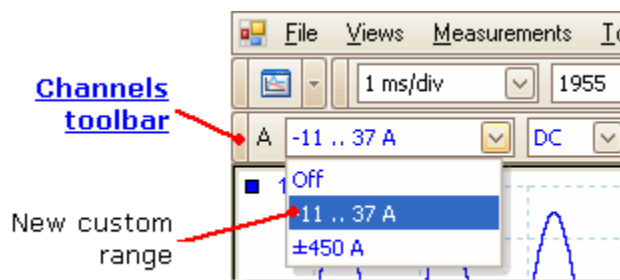 File Views Measurements
1 ms/div 1955
Channels
toolbar
A -11 .. 37 A DC
Off
-11 .. 37 A
±450 A
New custom
range